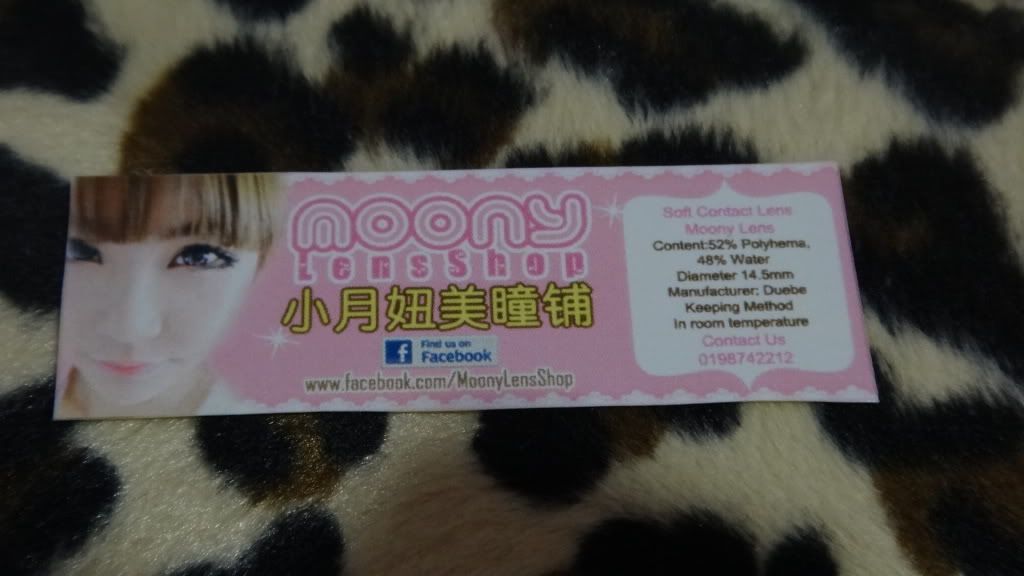 moony
LensShop
小月妞美瞳铺
Find us on
Facebook
www.facebook.com/MoonyLensShop
Soft Contact Lens
Moony Lens
Content:52% Polyhema,
48% Water
Diameter 14.5mm
Manufacturer: Duebe
Keeping Method
In room temperature
Contact Us
0198742212